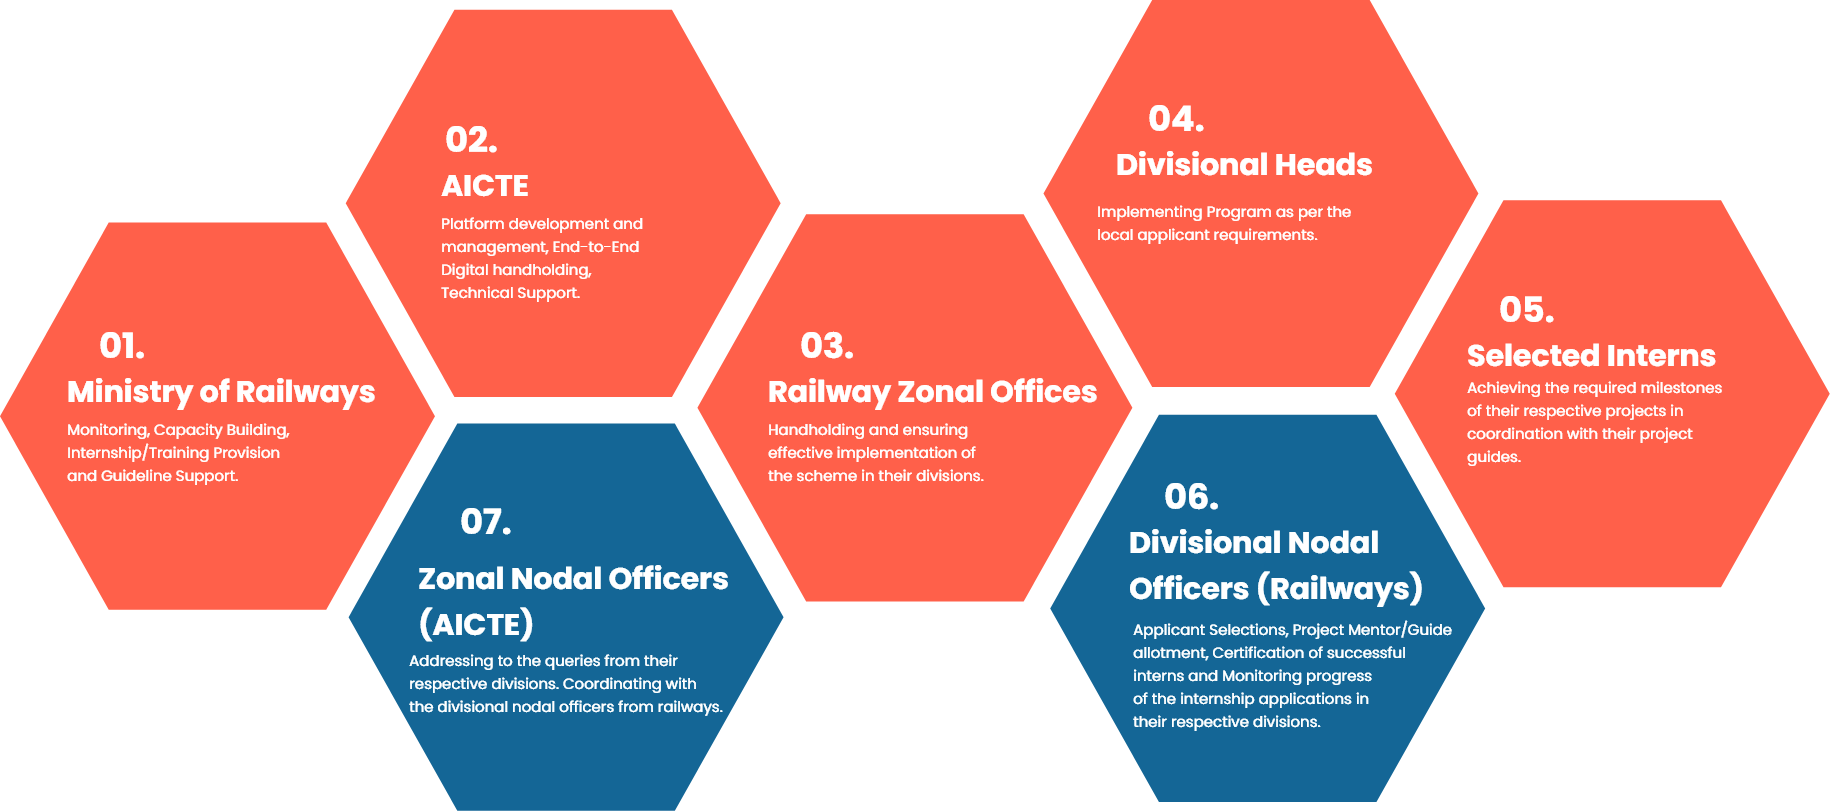 01.
Ministry of Railways
Monitoring, Capacity Building,
Internship/Training Provision
and Guideline Support.
02.
AICTE
Platform development and
management, End-to-End
Digital handholding,
Technical Support.
03.
Railway Zonal Offices
Handholding and ensuring
effective implementation of
the scheme in their divisions.
04.
Divisional Heads
Implementing Program as per the
local applicant requirements.
05.
Selected Interns
Achieving the required milestones
of their respective projects in
coordination with their project
guides.
06.
Divisional Nodal
Officers (Railways)
Applicant Selections, Project Mentor/Guide
allotment, Certification of successful
interns and Monitoring progress
of the internship applications in
their respective divisions.
07.
Zonal Nodal Officers
(AICTE)
Addressing to the queries from their
respective divisions. Coordinating with
the divisional nodal officers from railways.